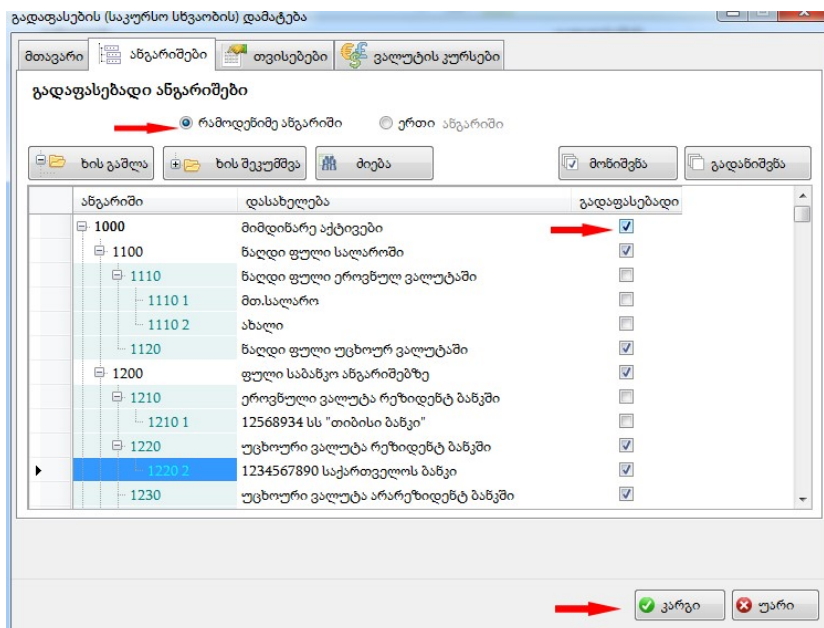 გადაფასების (საკურსო სხვაობის) დამატება
მთავარი ანგარიშები თვისებები ვალუტის კურსები
გადაფასებადი ანგარიშები
რამოდენიმე ანგარიში ერთი ანგარიში
ხის გაშლა ხის შეკუმშვა ძიება მონიშვნა გადანიშვნა
ანგარიში დასახელება გადაფასებადი
1000 მიმდინარე აქტივები
1100 ნაღდი ფული სალაროში
1110 ნაღდი ფული ეროვნულ ვალუტაში
1110 1 მთ.სალარო
1110 2 ახალი
1120 ნაღდი ფული უცხოურ ვალუტაში
1200 ფული საბანკო ანგარიშებზე
1210 ეროვნული ვალუტა რეზიდენტ ბანკში
1210 1 12568934 სს "თიბისი ბანკი"
1220 უცხოური ვალუტა რეზიდენტ ბანკში
1220 2 1234567890 საქართველოს ბანკი
1230 უცხოური ვალუტა არარეზიდენტ ბანკში
კარგი უარი